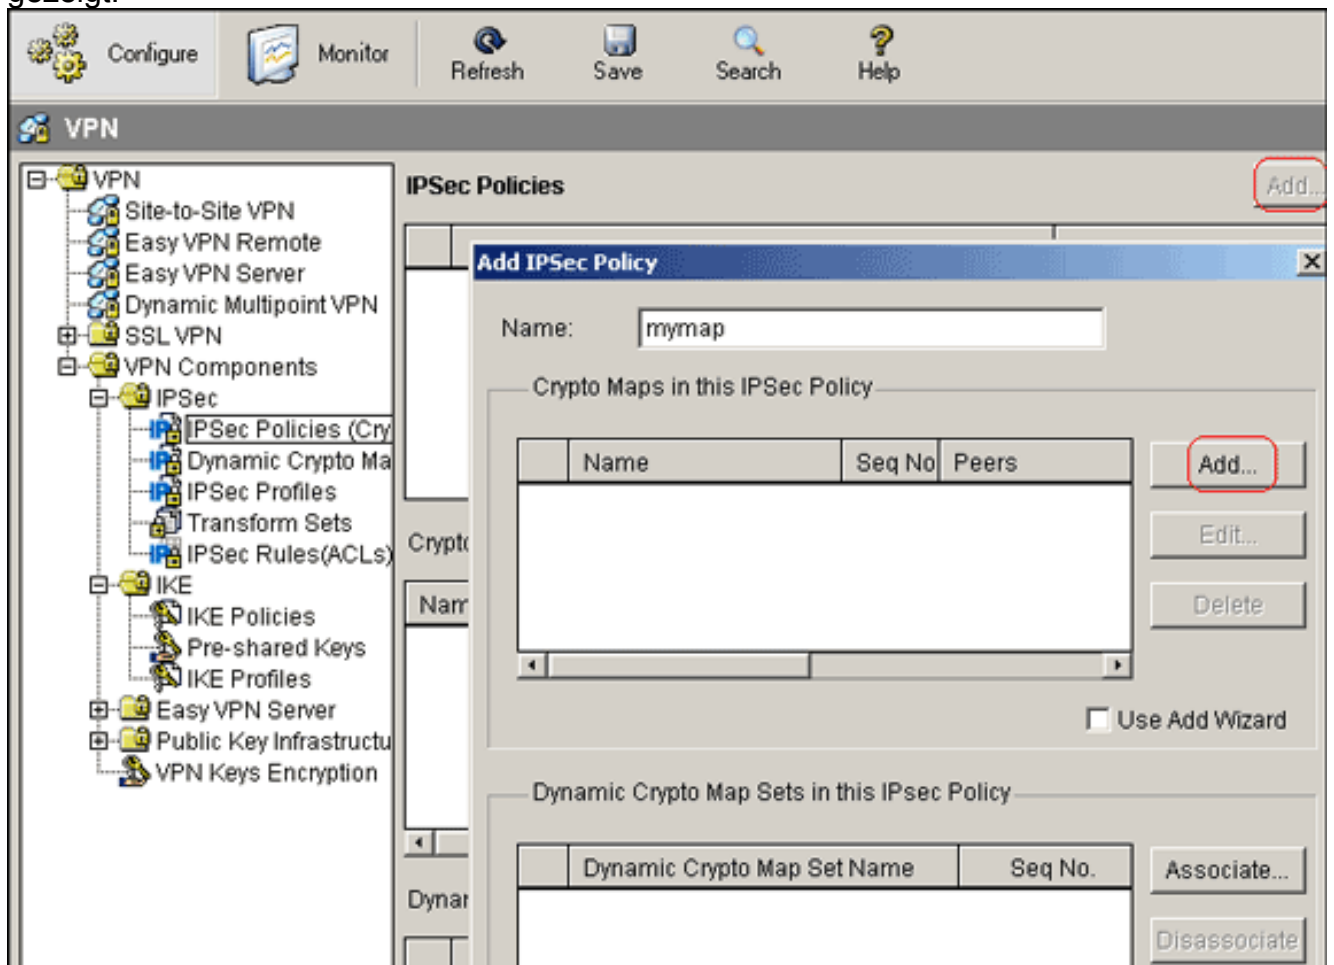 gezeigt.
Configure Monitor Refresh Save Search Help
VPN
VPN
Site-to-Site VPN
Easy VPN Remote
Easy VPN Server
Dynamic Multipoint VPN
SSL VPN
VPN Components
IPSec
IPSec Policies (Cry
Dynamic Crypto Ma
IPSec Profiles
Transform Sets
IPSec Rules(ACLs)
IKE
IKE Policies
Pre-shared Keys
IKE Profiles
Easy VPN Server
Public Key Infrastructu
VPN Keys Encryption
IPSec Policies
Add...
Crypto
Nam
Dynam
Add IPSec Policy
Name: mymap
Crypto Maps in this IPSec Policy
Name Seq No Peers
Add...
Edit...
Delete
Use Add Wizard
Dynamic Crypto Map Sets in this IPsec Policy
Dynamic Crypto Map Set Name Seq No.
Associate...
Disassociate